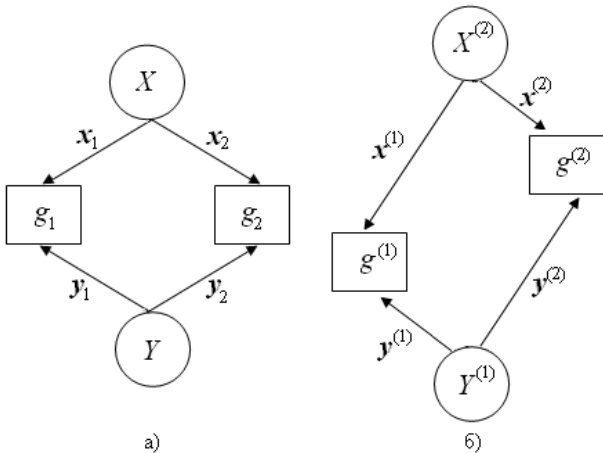 X
x₁ x₂
g₁ g₂
y₁ y₂
Y
а)
X⁽²⁾
x⁽²⁾
x⁽¹⁾
g⁽²⁾
g⁽¹⁾
y⁽²⁾
y⁽¹⁾
Y⁽¹⁾
б)